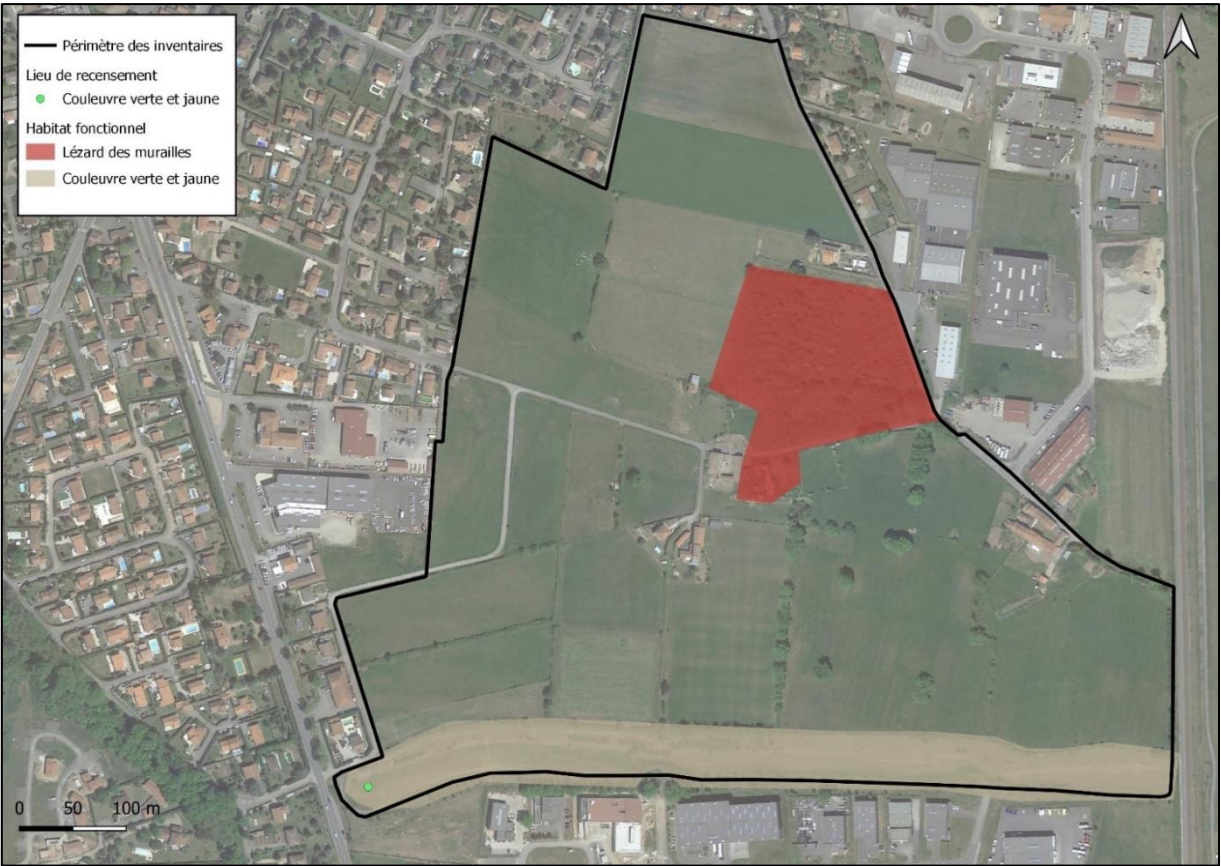 Périmètre des inventaires
Lieu de recensement
Couleuvre verte et jaune
Habitat fonctionnel
Lézard des murailles
Couleuvre verte et jaune
0 50 100 m